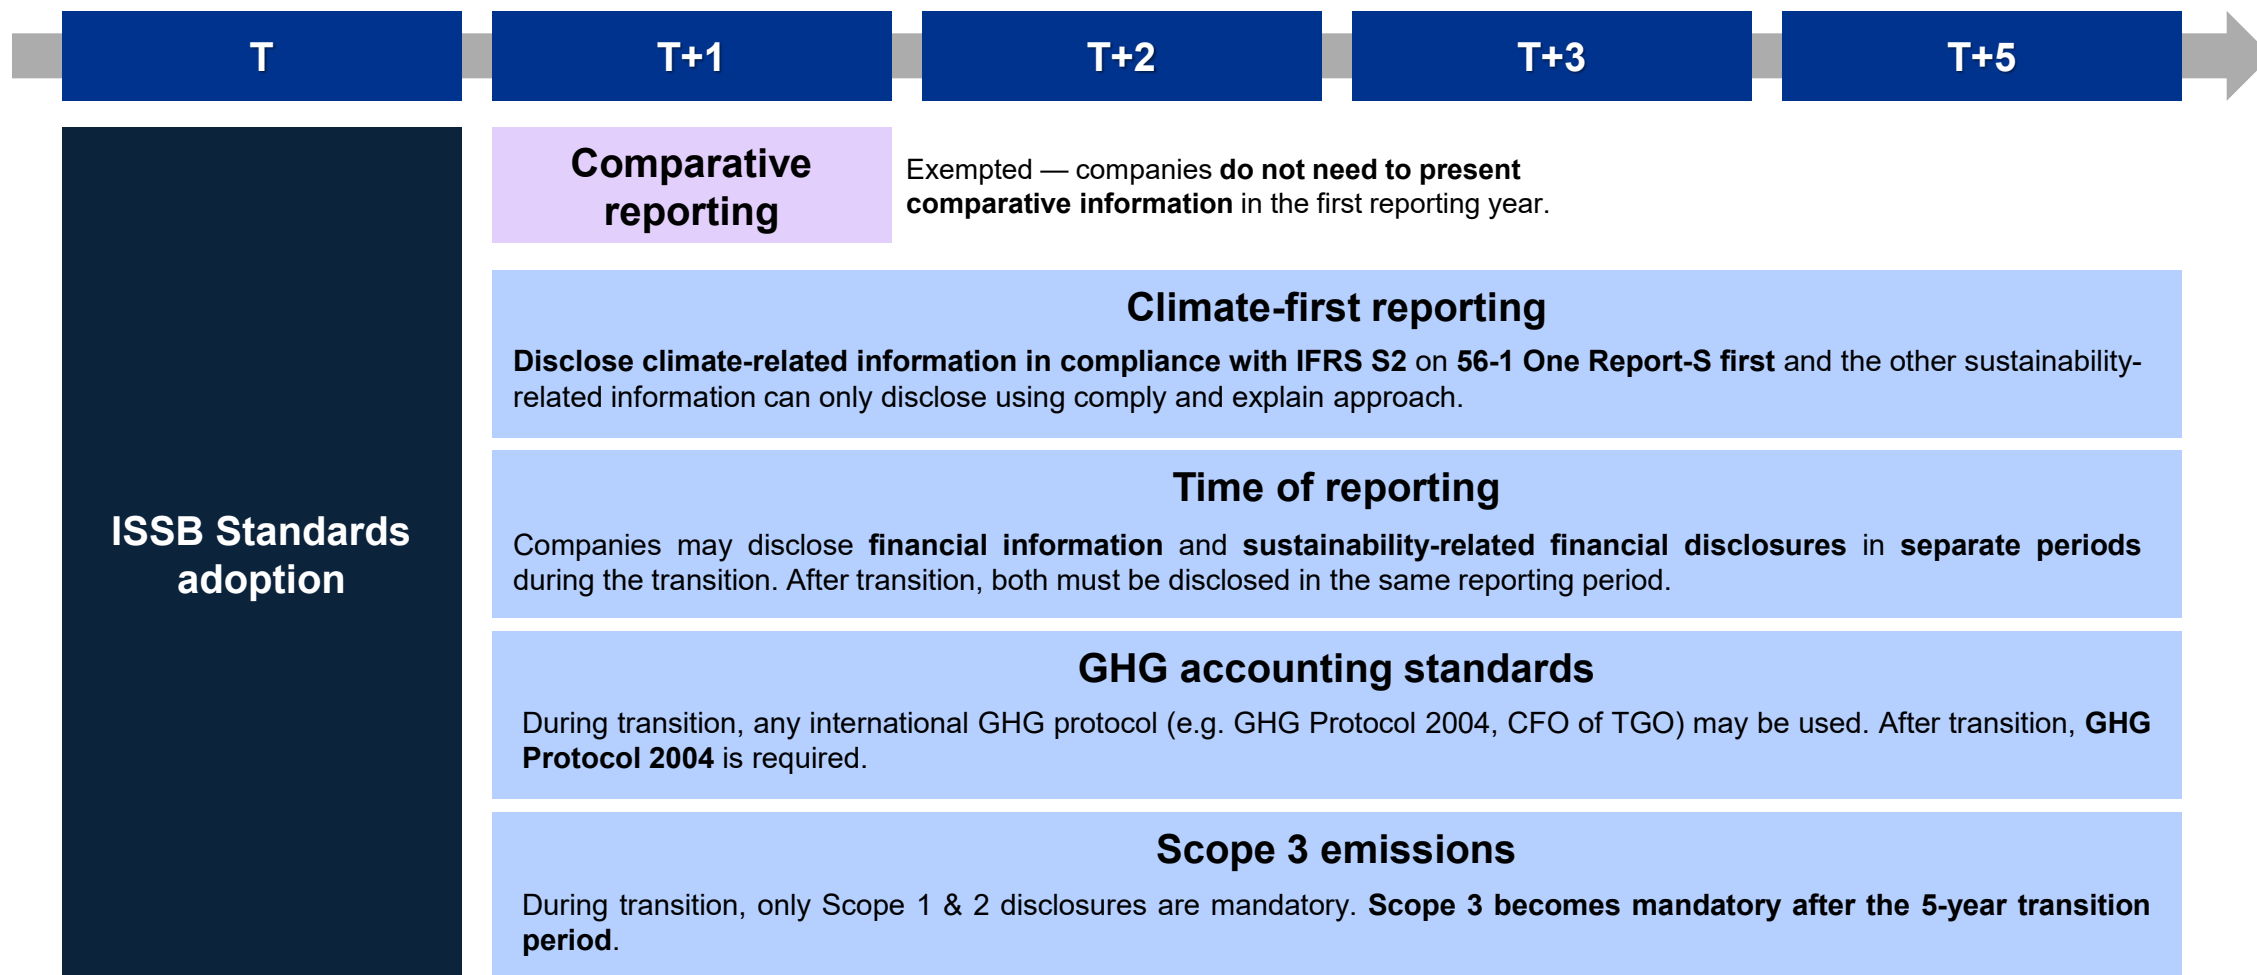 T
T+1
T+2
T+3
T+5
ISSB Standards
adoption
Comparative
reporting
Exempted — companies do not need to present
comparative information in the first reporting year.
Climate-first reporting
Disclose climate-related information in compliance with IFRS S2 on 56-1 One Report-S first and the other sustainability-
related information can only disclose using comply and explain approach.
Time of reporting
Companies may disclose financial information and sustainability-related financial disclosures in separate periods
during the transition. After transition, both must be disclosed in the same reporting period.
GHG accounting standards
During transition, any international GHG protocol (e.g. GHG Protocol 2004, CFO of TGO) may be used. After transition, GHG
Protocol 2004 is required.
Scope 3 emissions
During transition, only Scope 1 & 2 disclosures are mandatory. Scope 3 becomes mandatory after the 5-year transition
period.